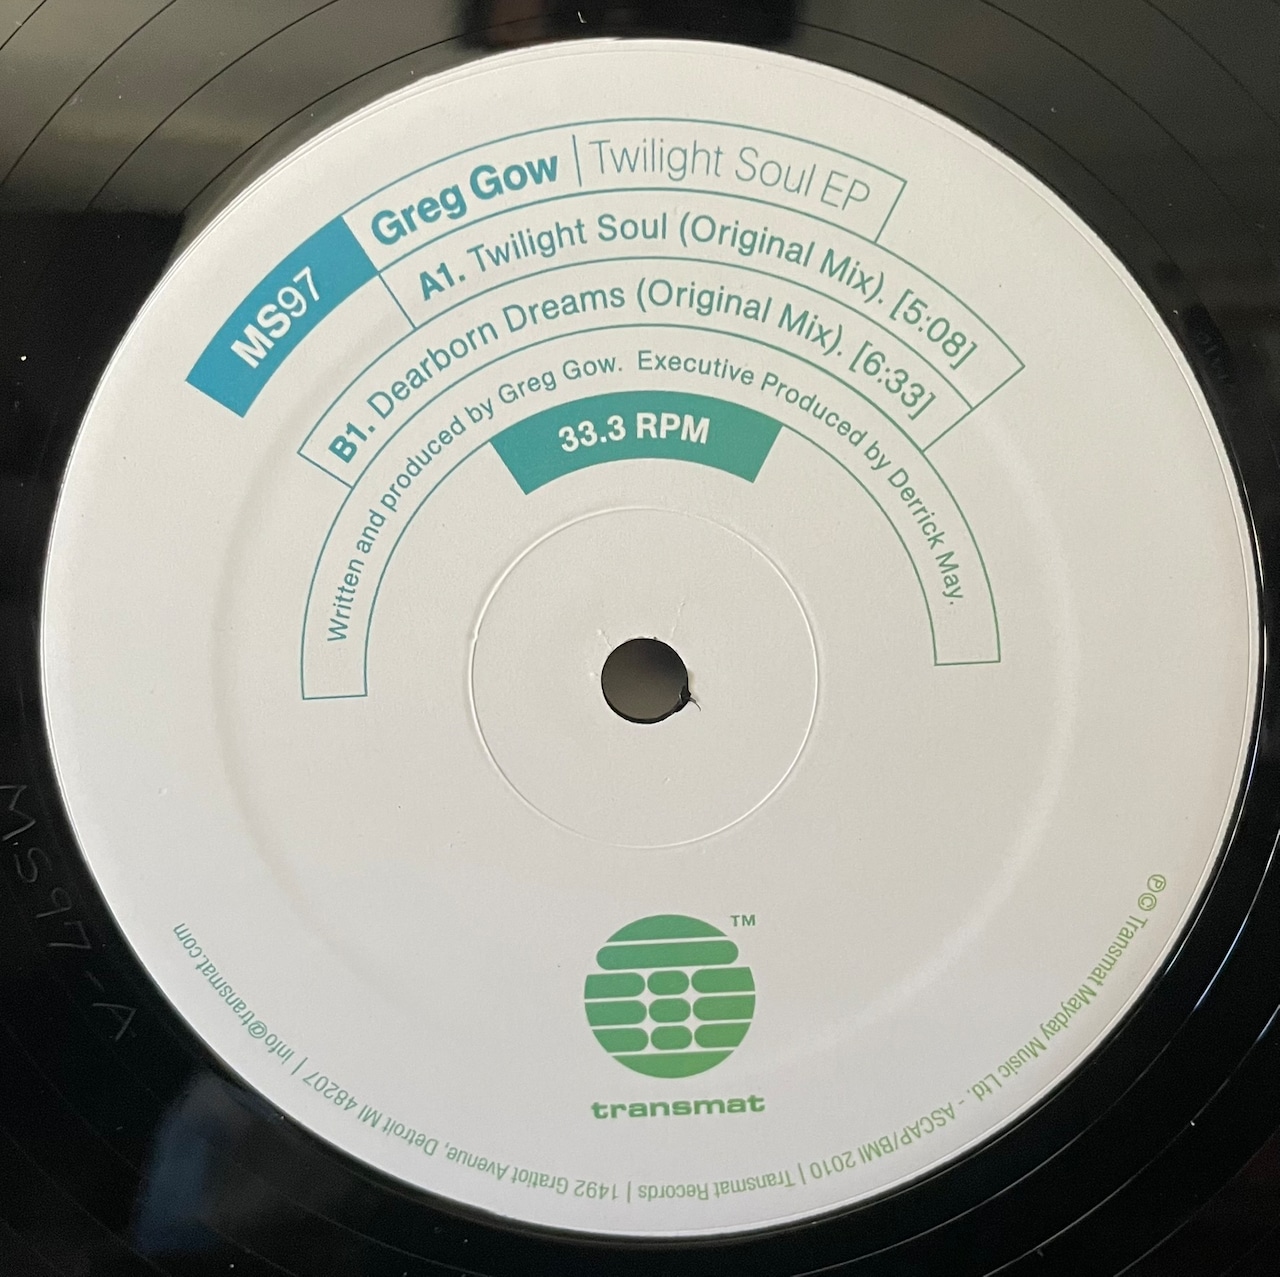 MS97
Greg Gow | Twilight Soul EP
A1. Twilight Soul (Original Mix). [5:08]
B1. Dearborn Dreams (Original Mix). [6:33]
Written and produced by Greg Gow. Executive Produced by Derrick May.
33.3 RPM
TM
transmat
℗© Transmat Mayday Music Ltd. - ASCAP/BMI 2010 | Transmat Records | 1492 Gratiot Avenue, Detroit MI 48207 | info@transmat.com
MS97-A